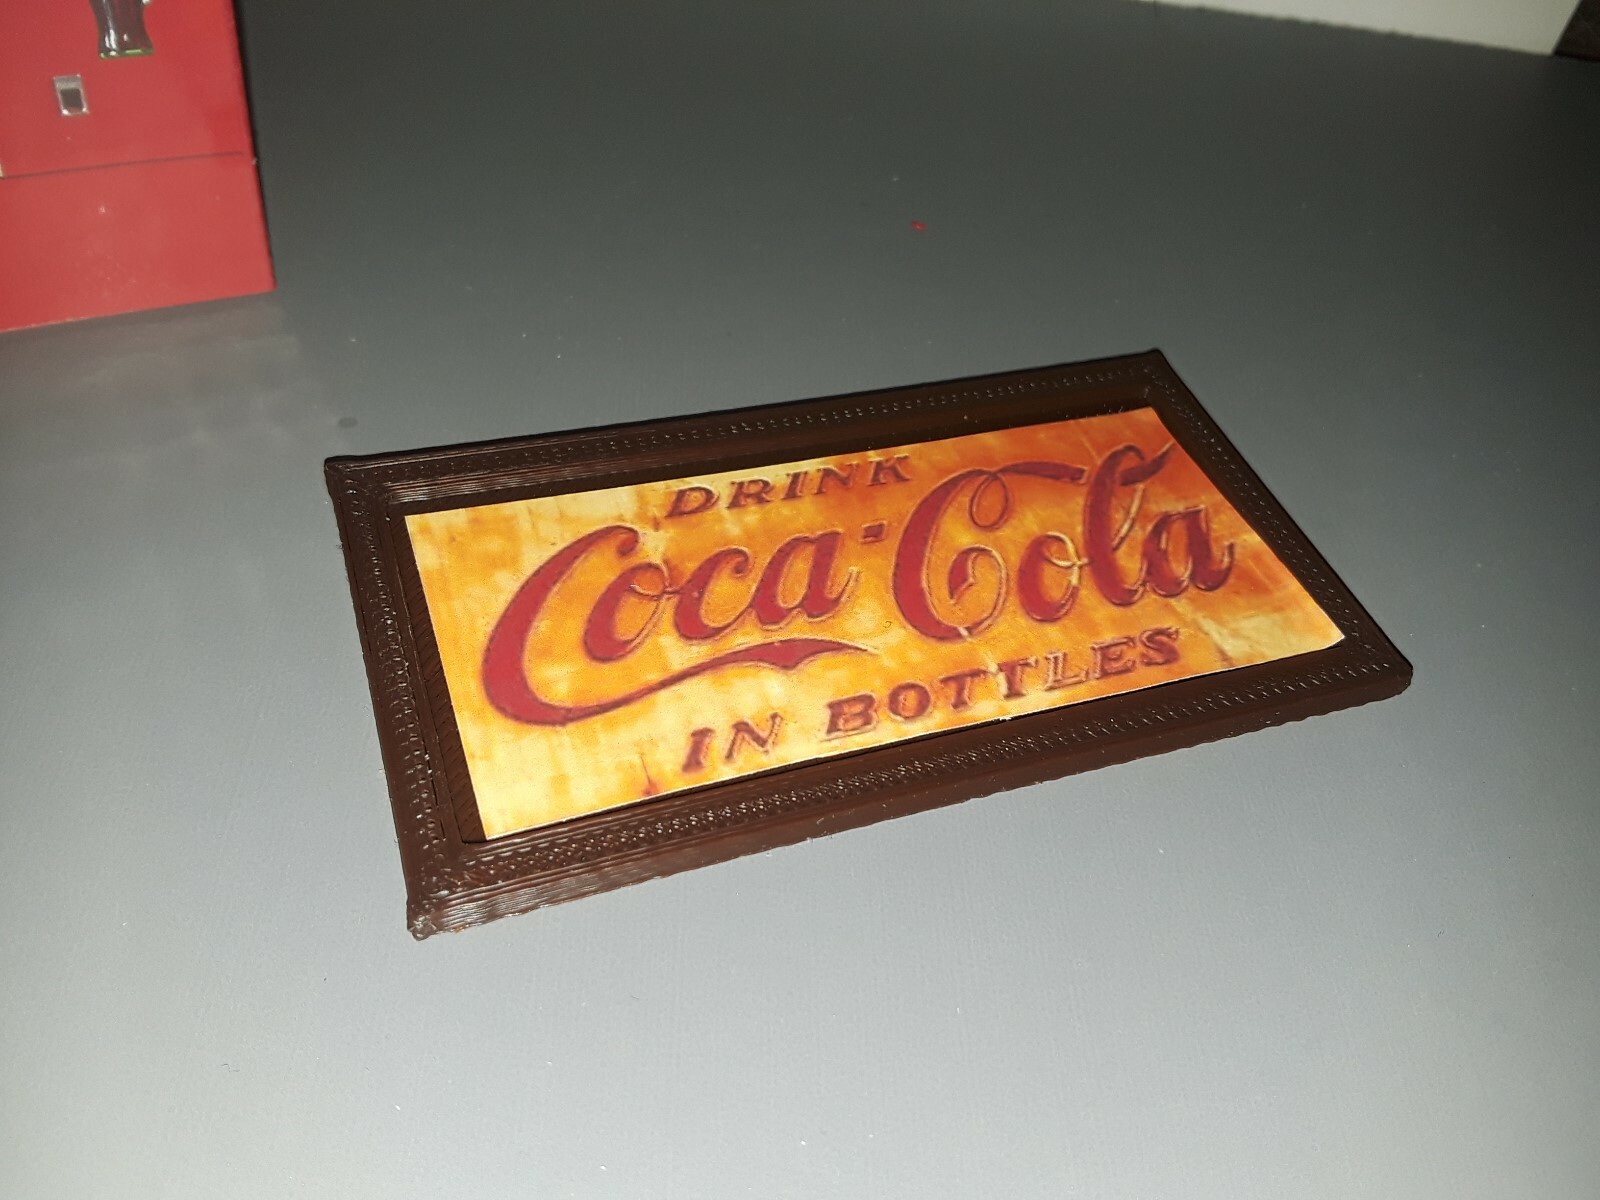 DRINK
Coca-Cola
IN BOTTLES